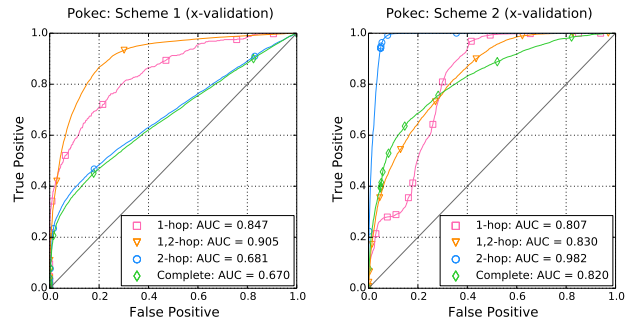 Pokec: Scheme 1 (x-validation)
True Positive
1.0
0.8
0.6
0.4
0.2
0.0
1-hop: AUC = 0.847
1,2-hop: AUC = 0.905
2-hop: AUC = 0.681
Complete: AUC = 0.670
0.0 0.2 0.4 0.6 0.8 1.0
False Positive
Pokec: Scheme 2 (x-validation)
True Positive
1.0
0.8
0.6
0.4
0.2
0.0
1-hop: AUC = 0.807
1,2-hop: AUC = 0.830
2-hop: AUC = 0.982
Complete: AUC = 0.820
0.0 0.2 0.4 0.6 0.8 1.0
False Positive